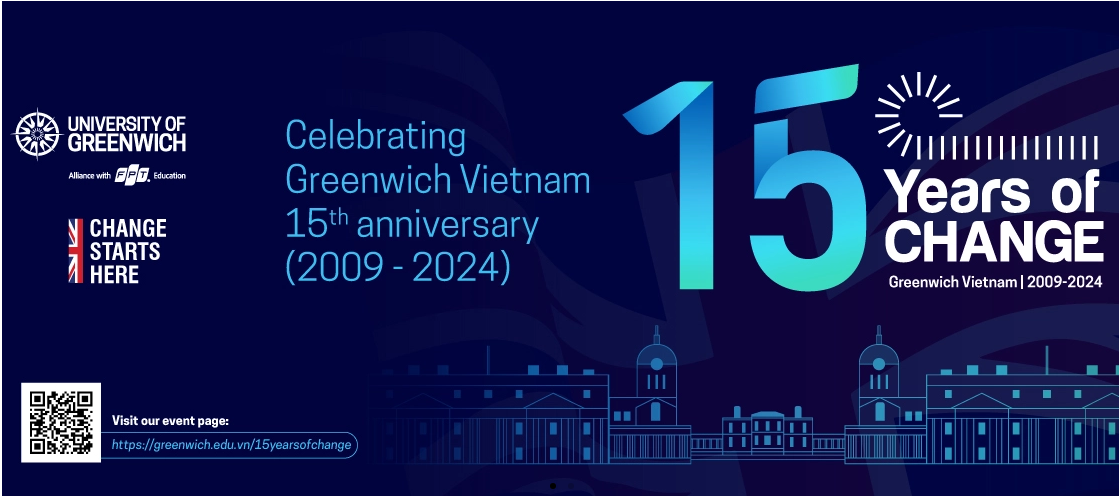 UNIVERSITY OF
GREENWICH
Alliance with FPT. Education
CHANGE
STARTS
HERE
Celebrating
Greenwich Vietnam
15th anniversary
(2009 - 2024)
15
Years of
CHANGE
Greenwich Vietnam | 2009-2024
Visit our event page:
https://greenwich.edu.vn/15yearsofchange